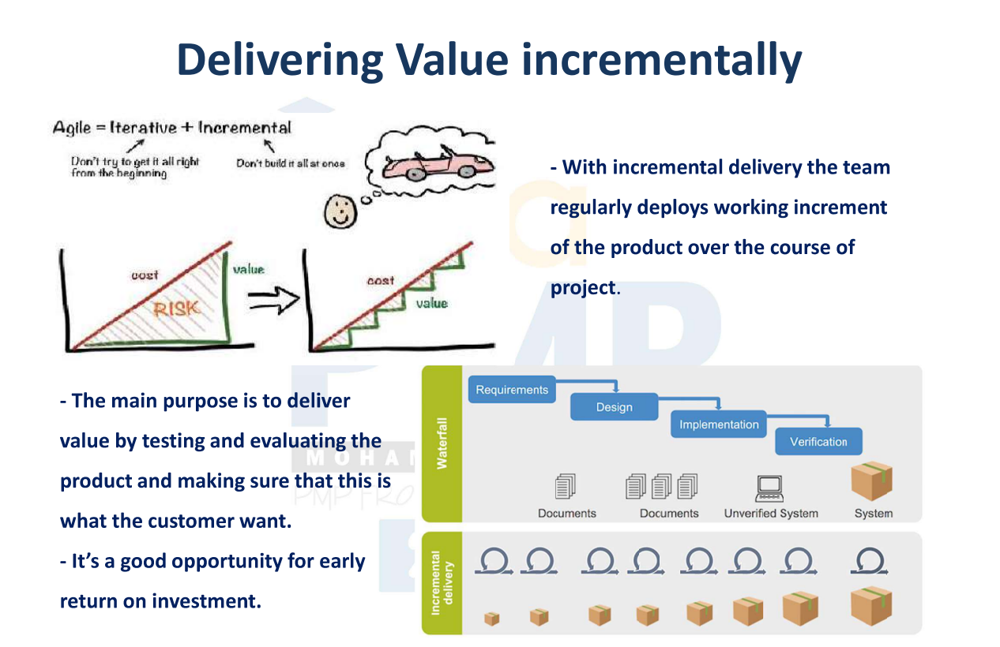 Delivering Value incrementally
Agile = Iterative + Incremental
Don't try to get it all right
from the beginning
Don't build it all at once
- With incremental delivery the team
regularly deploys working increment
of the product over the course of
project.
cost
value
RISK
cost
value
- The main purpose is to deliver
value by testing and evaluating the
product and making sure that this is
what the customer want.
- It’s a good opportunity for early
return on investment.
Waterfall
Requirements
Design
Implementation
Verification
Documents
Documents
Unverified System
System
Incremental
delivery